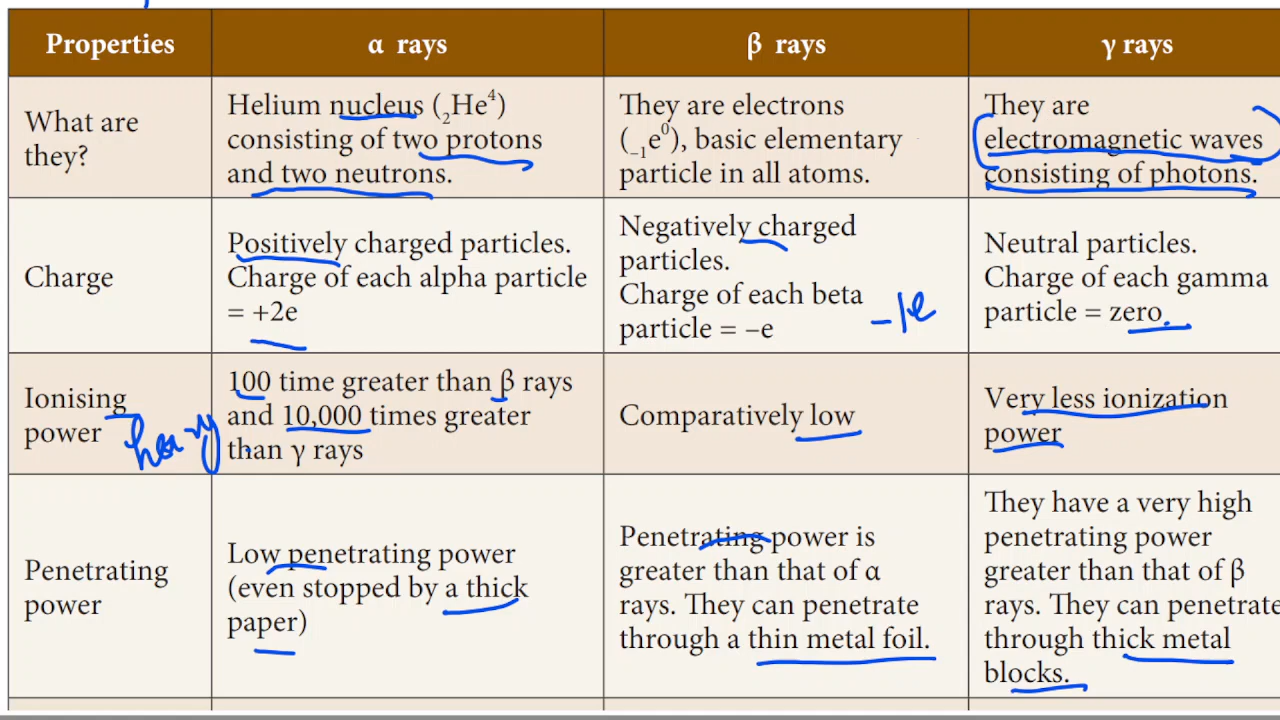 Properties
α rays
β rays
γ rays
What are
they?
Helium nucleus (₂He⁴)
consisting of two protons
and two neutrons.
They are electrons
(₋₁e⁰), basic elementary
particle in all atoms.
They are
electromagnetic waves
consisting of photons.
Charge
Positively charged particles.
Charge of each alpha particle
= +2e
Negatively charged
particles.
Charge of each beta
particle = –e
–1e
Neutral particles.
Charge of each gamma
particle = zero.
Ionising
power
heavy
100 time greater than β rays
and 10,000 times greater
than γ rays
Comparatively low
Very less ionization
power
Penetrating
power
Low penetrating power
(even stopped by a thick
paper)
Penetrating power is
greater than that of α
rays. They can penetrate
through a thin metal foil.
They have a very high
penetrating power
greater than that of β
rays. They can penetrate
through thick metal
blocks.